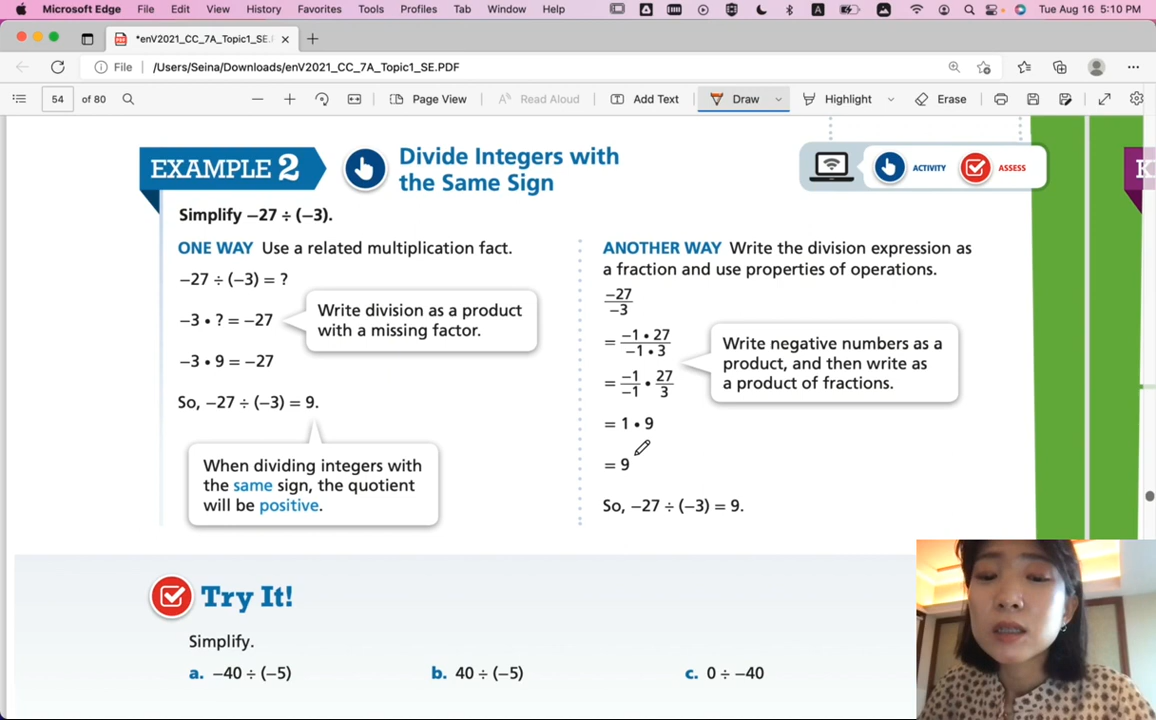 Microsoft Edge File Edit View History Favorites Tools Profiles Tab Window Help Tue Aug 16 5:10 PM
*enV2021_CC_7A_Topic1_SE.F
File /Users/Seina/Downloads/enV2021_CC_7A_Topic1_SE.PDF
54 of 80 Page View Read Aloud Add Text Draw Highlight Erase
EXAMPLE 2
Divide Integers with
the Same Sign
ACTIVITY ASSESS
K
Simplify −27 ÷ (−3).
ONE WAY Use a related multiplication fact.
−27 ÷ (−3) = ?
−3 • ? = −27
Write division as a product
with a missing factor.
−3 • 9 = −27
So, −27 ÷ (−3) = 9.
When dividing integers with
the same sign, the quotient
will be positive.
ANOTHER WAY Write the division expression as
a fraction and use properties of operations.
−27
−3
= −1 • 27
−1 • 3
= −1 • 27
−1 3
Write negative numbers as a
product, and then write as
a product of fractions.
= 1 • 9
= 9
So, −27 ÷ (−3) = 9.
Try It!
Simplify.
a. −40 ÷ (−5)
b. 40 ÷ (−5)
c. 0 ÷ −40